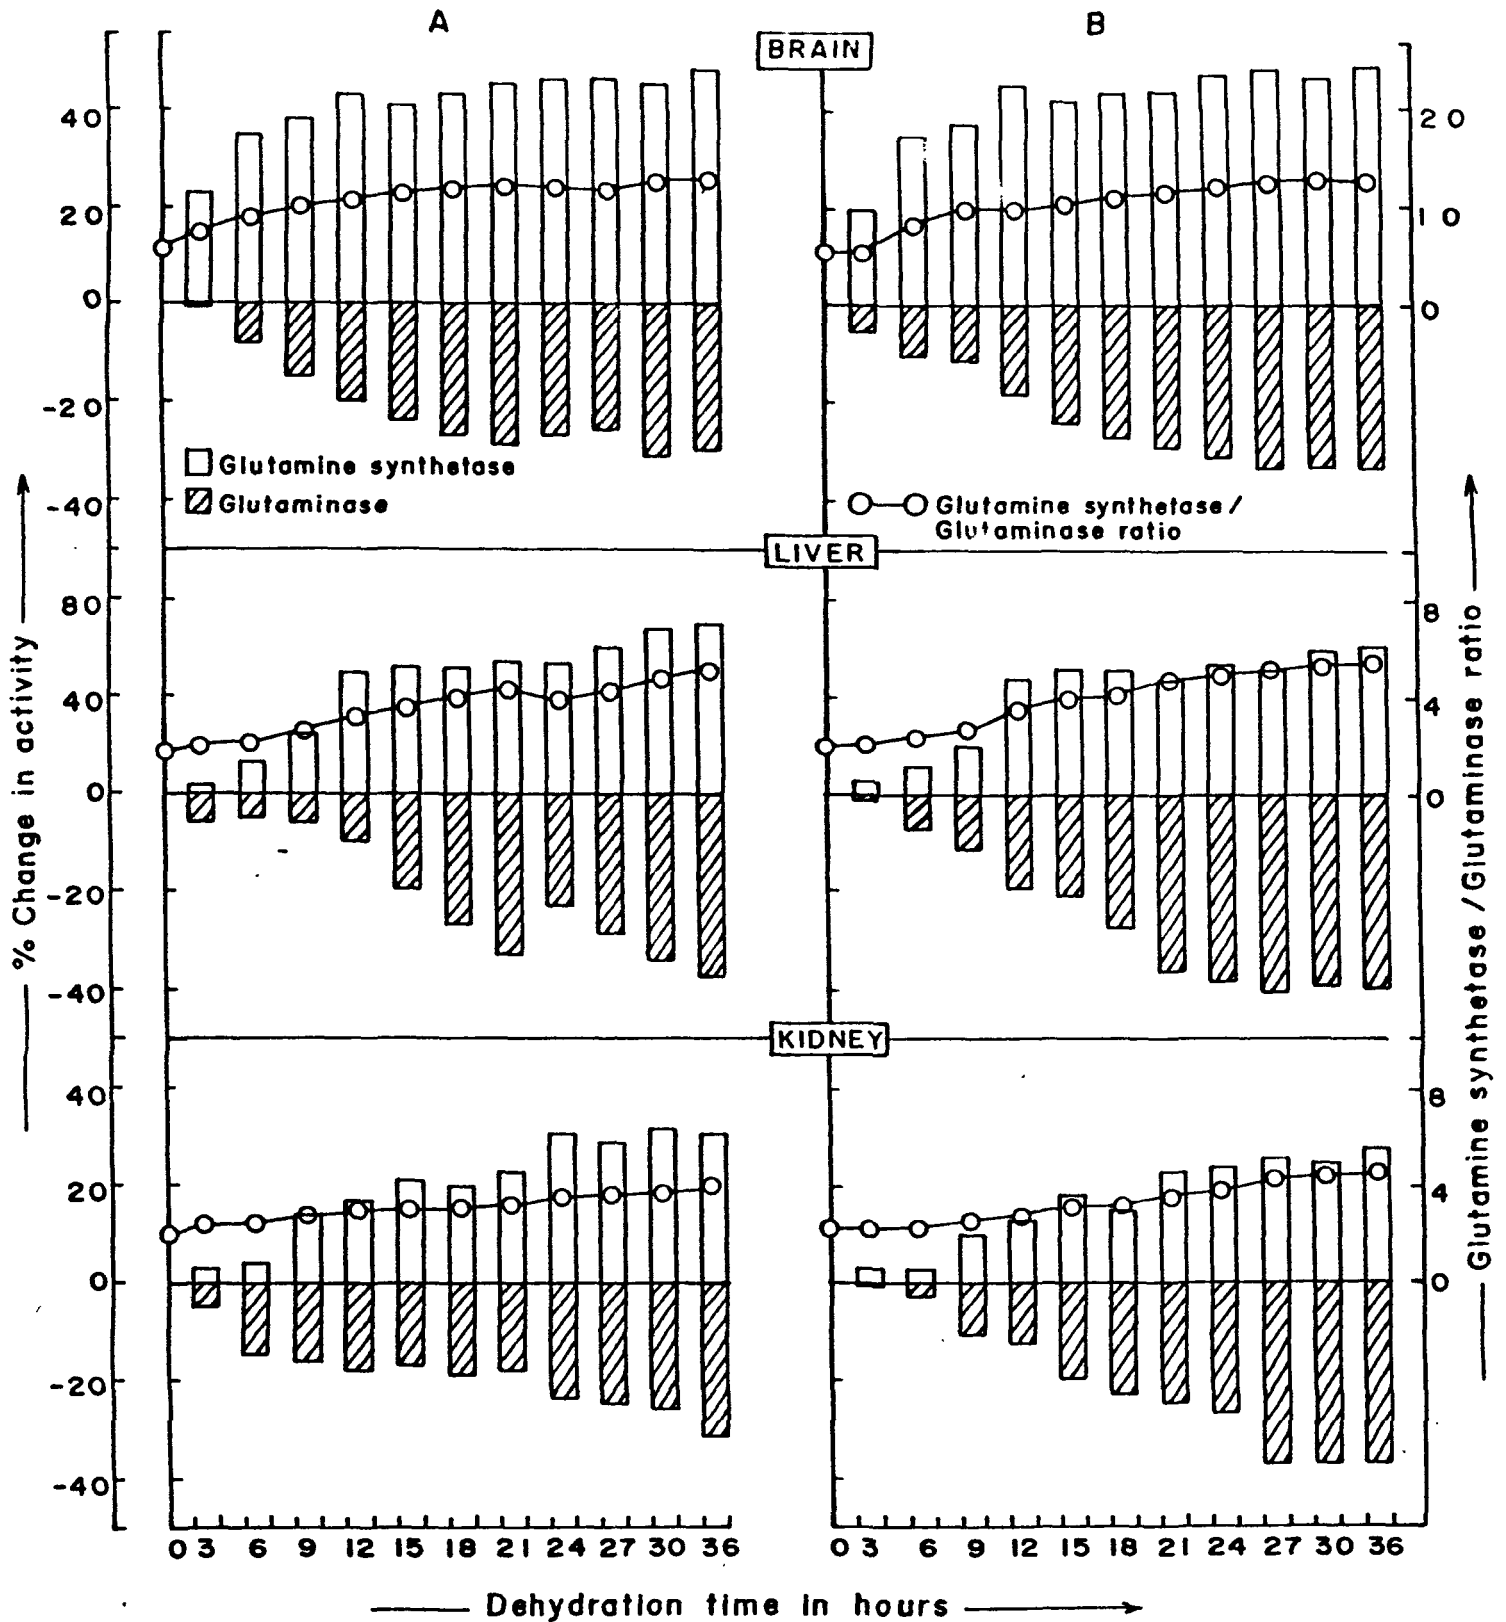 A
B
BRAIN
40
20
0
-20
-40
20
10
0
Glutamine synthetase
Glutaminase
Glutamine synthetase/
Glutaminase ratio
LIVER
80
40
0
-20
-40
8
4
0
KIDNEY
40
20
0
-20
-40
8
4
0
% Change in activity
Glutamine synthetase / Glutaminase ratio
0 3 6 9 12 15 18 21 24 27 30 36
0 3 6 9 12 15 18 21 24 27 30 36
Dehydration time in hours